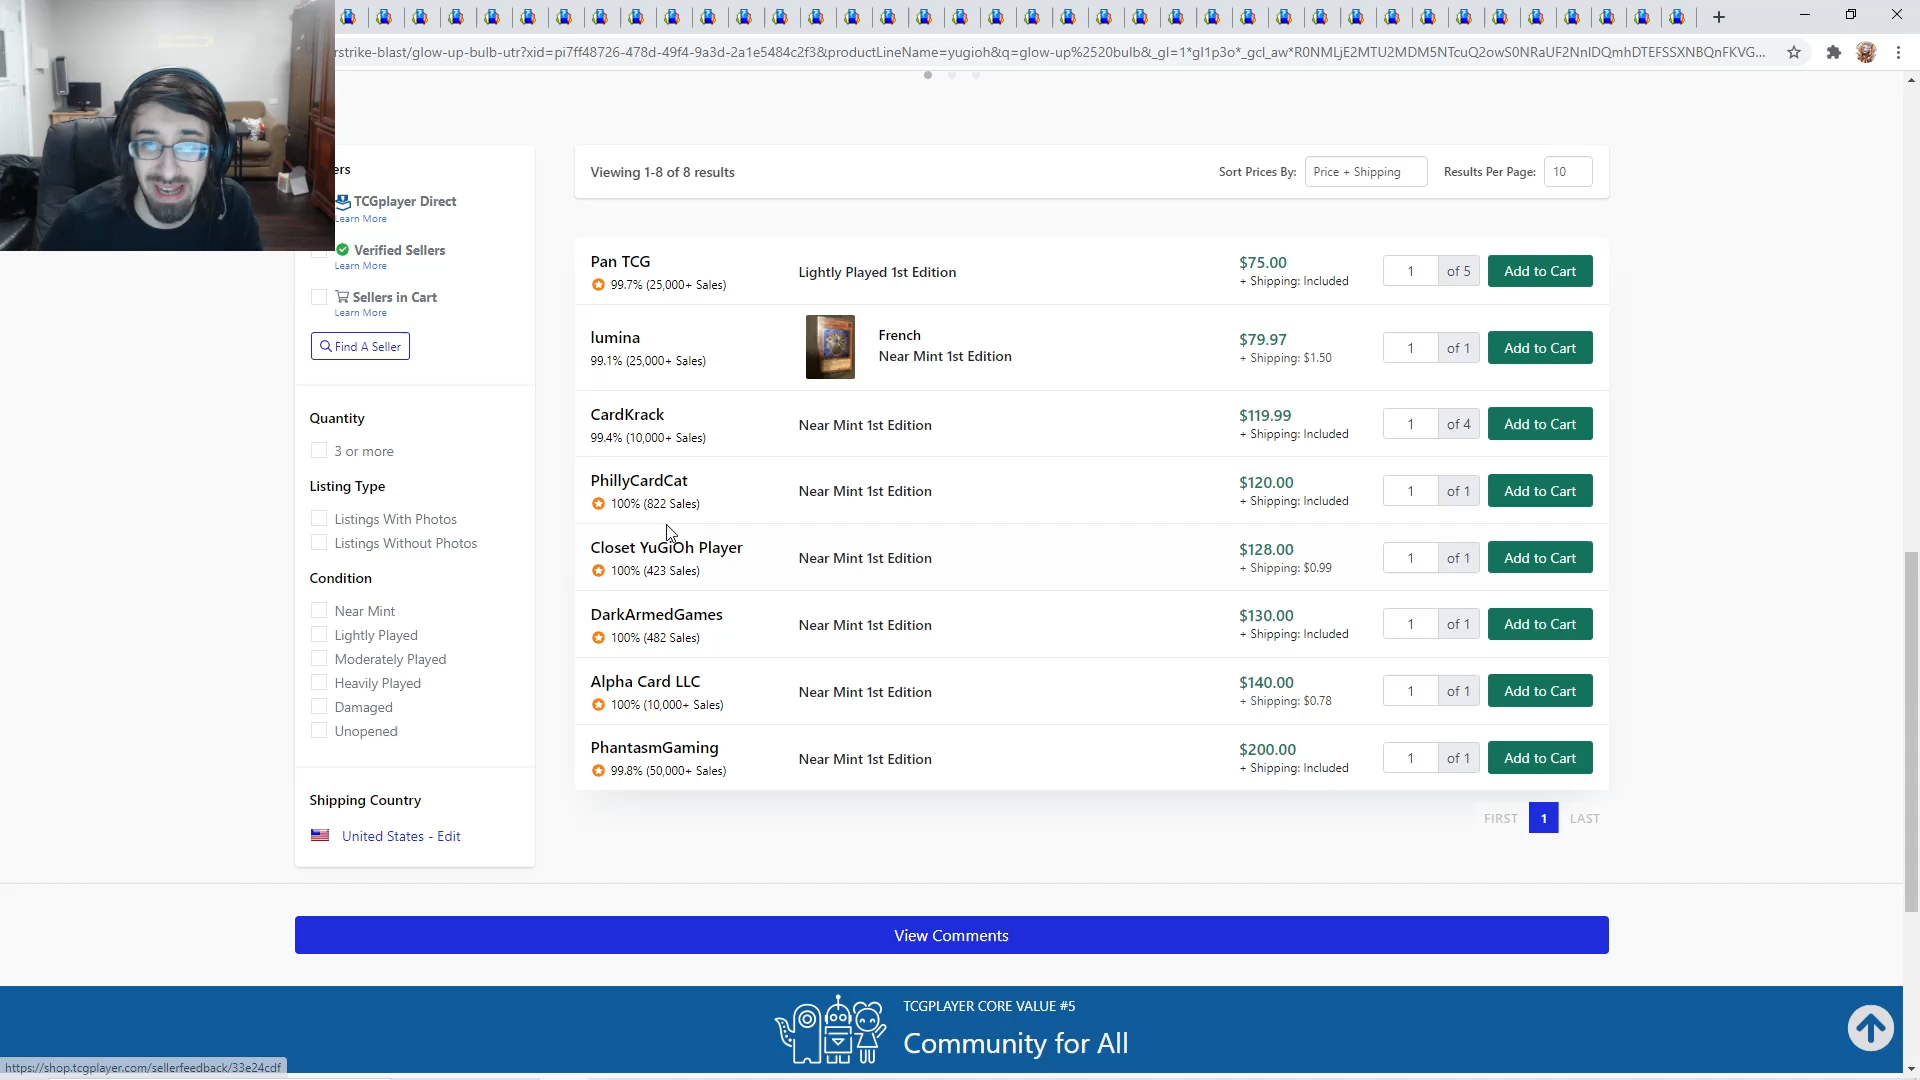 rstrike-blast/glow-up-bulb-utr?xid=pi7ff48726-478d-49f4-9a3d-2a1e5484c2f3&productLineName=yugioh&q=glow-up%2520bulb&_gl=1*gl1p3o*_gcl_aw*R0NMLjE2MTU2MDM5NTcuQ2owS0NRaUF2NnlDQmhDTEFSSXNBQnFKVG...
ers
TCGplayer Direct
Learn More
Verified Sellers
Learn More
Sellers in Cart
Learn More
Find A Seller
Quantity
3 or more
Listing Type
Listings With Photos
Listings Without Photos
Condition
Near Mint
Lightly Played
Moderately Played
Heavily Played
Damaged
Unopened
Shipping Country
United States - Edit
Viewing 1-8 of 8 results
Sort Prices By: Price + Shipping Results Per Page: 10
Pan TCG
99.7% (25,000+ Sales)
Lightly Played 1st Edition
$75.00
+ Shipping: Included
1 of 5 Add to Cart
lumina
99.1% (25,000+ Sales)
French
Near Mint 1st Edition
$79.97
+ Shipping: $1.50
1 of 1 Add to Cart
CardKrack
99.4% (10,000+ Sales)
Near Mint 1st Edition
$119.99
+ Shipping: Included
1 of 4 Add to Cart
PhillyCardCat
100% (822 Sales)
Near Mint 1st Edition
$120.00
+ Shipping: Included
1 of 1 Add to Cart
Closet YuGiOh Player
100% (423 Sales)
Near Mint 1st Edition
$128.00
+ Shipping: $0.99
1 of 1 Add to Cart
DarkArmedGames
100% (482 Sales)
Near Mint 1st Edition
$130.00
+ Shipping: Included
1 of 1 Add to Cart
Alpha Card LLC
100% (10,000+ Sales)
Near Mint 1st Edition
$140.00
+ Shipping: $0.78
1 of 1 Add to Cart
PhantasmGaming
99.8% (50,000+ Sales)
Near Mint 1st Edition
$200.00
+ Shipping: Included
1 of 1 Add to Cart
FIRST 1 LAST
View Comments
TCGPLAYER CORE VALUE #5
Community for All
https://shop.tcgplayer.com/sellerfeedback/33e24cdf